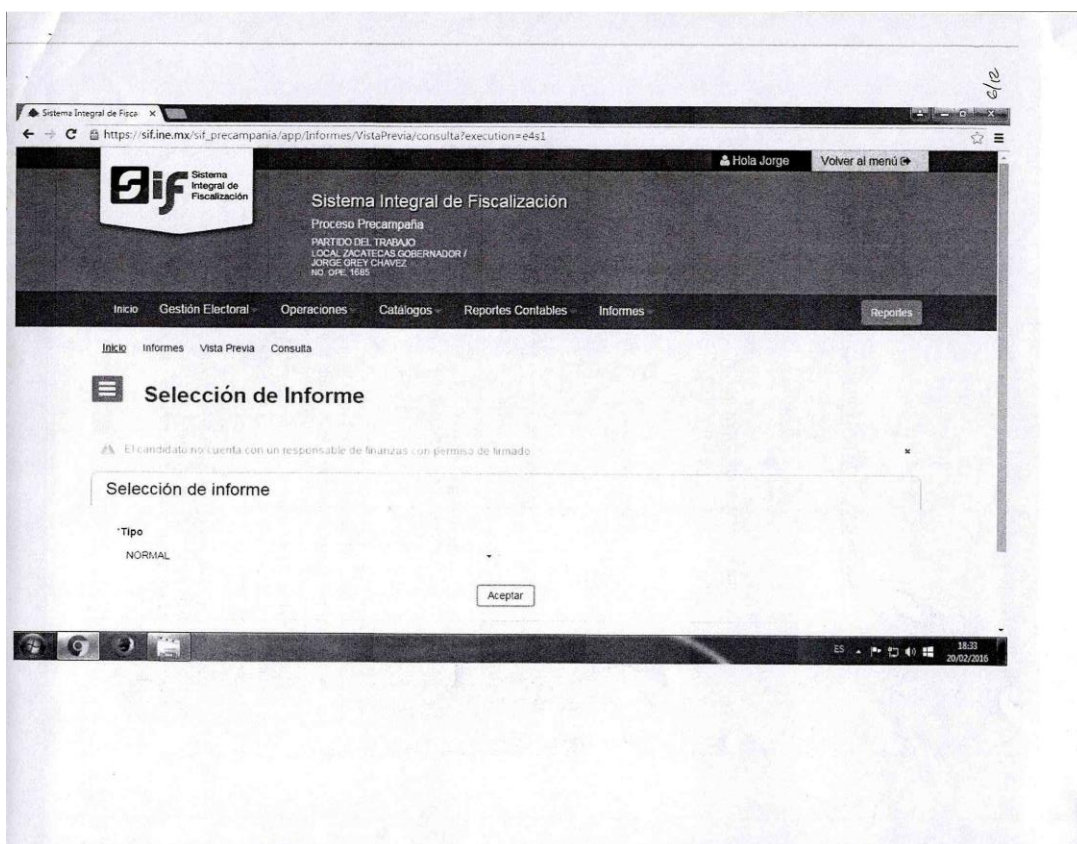 6/12
Sistema Integral de Fisca
https://sif.ine.mx/sif_precampania/app/Informes/VistaPrevia/consulta?execution=e4s1
Hola Jorge
Volver al menú
Sif
Sistema
Integral de
Fiscalización
Sistema Integral de Fiscalización
Proceso Precampaña
PARTIDO DEL TRABAJO
LOCAL ZACATECAS GOBERNADOR /
JORGE GREY CHAVEZ
NO. OPE. 1685
Inicio Gestión Electoral Operaciones Catálogos Reportes Contables Informes Reportes
Inicio Informes Vista Previa Consulta
Selección de Informe
El candidato no cuenta con un responsable de finanzas con permiso de firmado
Selección de informe
*Tipo
NORMAL
Aceptar
ES
18:33
20/02/2016